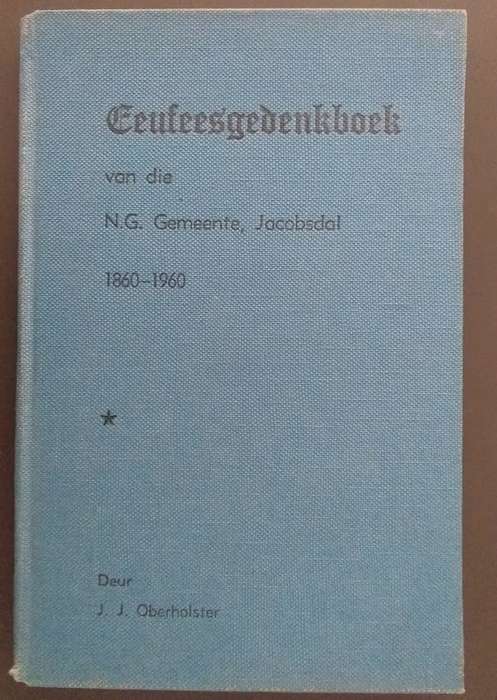 Eeufeesgedenkboek
van die
N.G. Gemeente, Jacobsdal
1860-1960
Deur
J. J. Oberholster